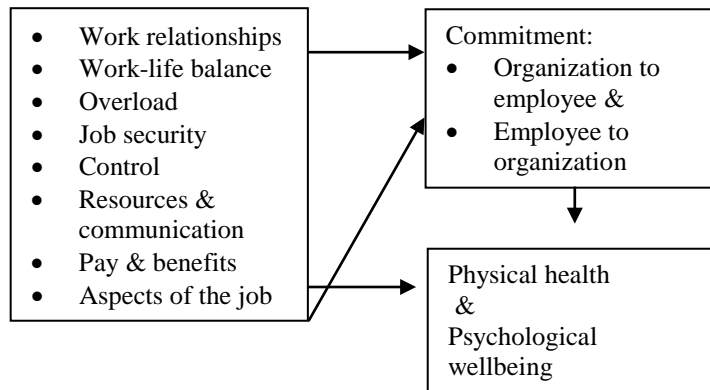 • Work relationships
• Work-life balance
• Overload
• Job security
• Control
• Resources &
communication
• Pay & benefits
• Aspects of the job
Commitment:
• Organization to
employee &
• Employee to
organization
Physical health
&
Psychological
wellbeing